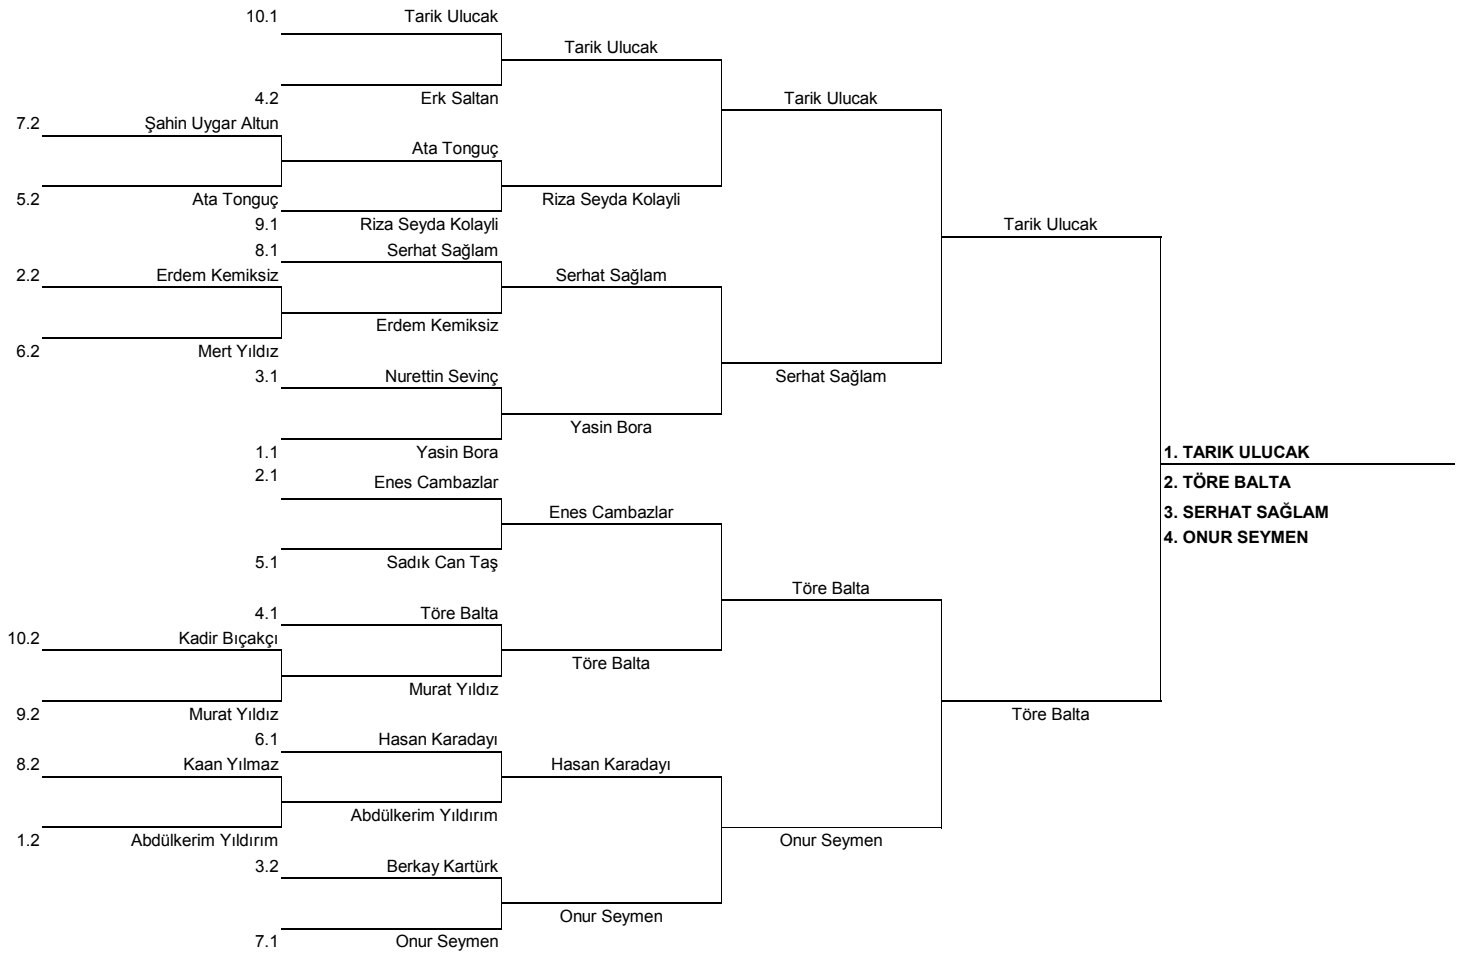 10.1 Tarik Ulucak
Tarik Ulucak
4.2 Erk Saltan
Tarik Ulucak
7.2 Şahin Uygar Altun
Ata Tonguç
5.2 Ata Tonguç
Riza Seyda Kolayli
9.1 Riza Seyda Kolayli
Tarik Ulucak
8.1 Serhat Sağlam
2.2 Erdem Kemiksiz
Serhat Sağlam
Erdem Kemiksiz
6.2 Mert Yıldız
3.1 Nurettin Sevinç
Serhat Sağlam
Yasin Bora
1.1 Yasin Bora
1. TARIK ULUCAK
2.1 Enes Cambazlar
2. TÖRE BALTA
Enes Cambazlar
3. SERHAT SAĞLAM
4. ONUR SEYMEN
5.1 Sadık Can Taş
Töre Balta
4.1 Töre Balta
10.2 Kadir Bıçakçı
Töre Balta
Murat Yıldız
9.2 Murat Yıldız
Töre Balta
6.1 Hasan Karadayı
8.2 Kaan Yılmaz
Hasan Karadayı
Abdülkerim Yıldırım
1.2 Abdülkerim Yıldırım
Onur Seymen
3.2 Berkay Kartürk
Onur Seymen
7.1 Onur Seymen